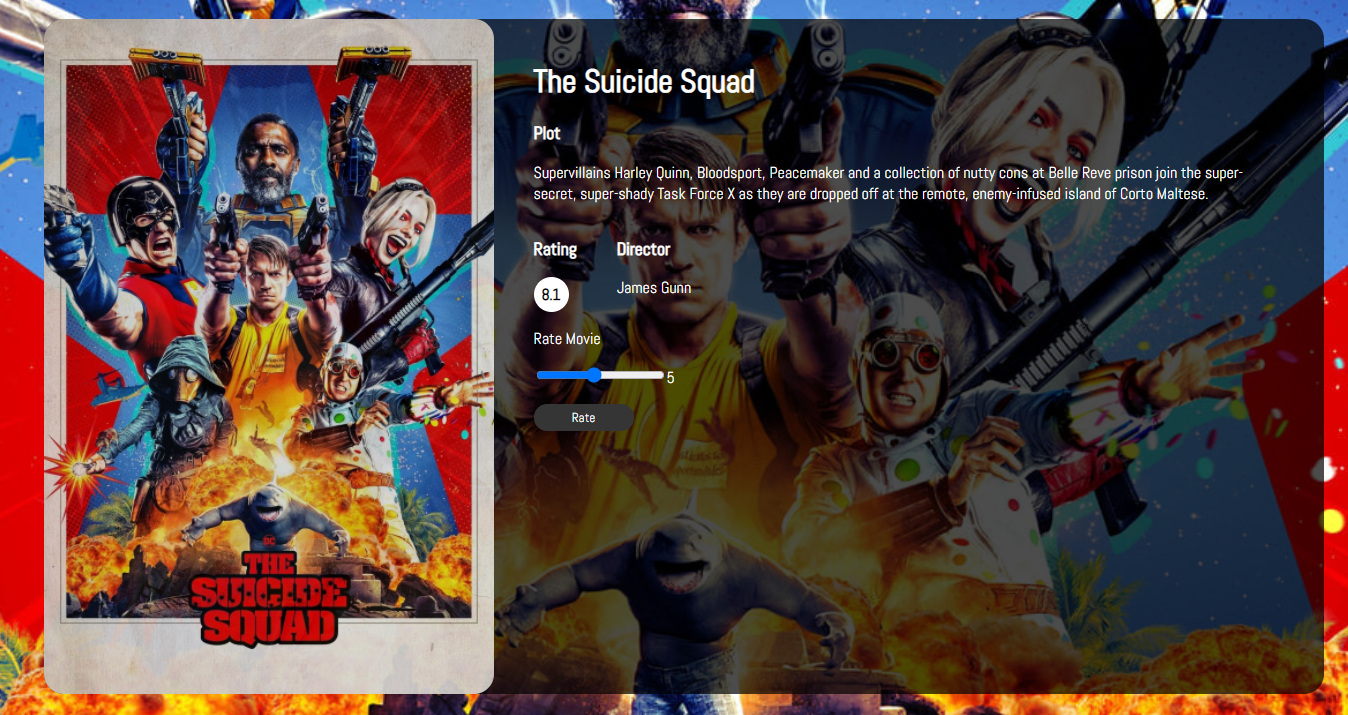 DC
THE
SUICIDE
SQUAD
The Suicide Squad
Plot
Supervillains Harley Quinn, Bloodsport, Peacemaker and a collection of nutty cons at Belle Reve prison join the super-
secret, super-shady Task Force X as they are dropped off at the remote, enemy-infused island of Corto Maltese.
Rating Director
8.1 James Gunn
Rate Movie
5
Rate